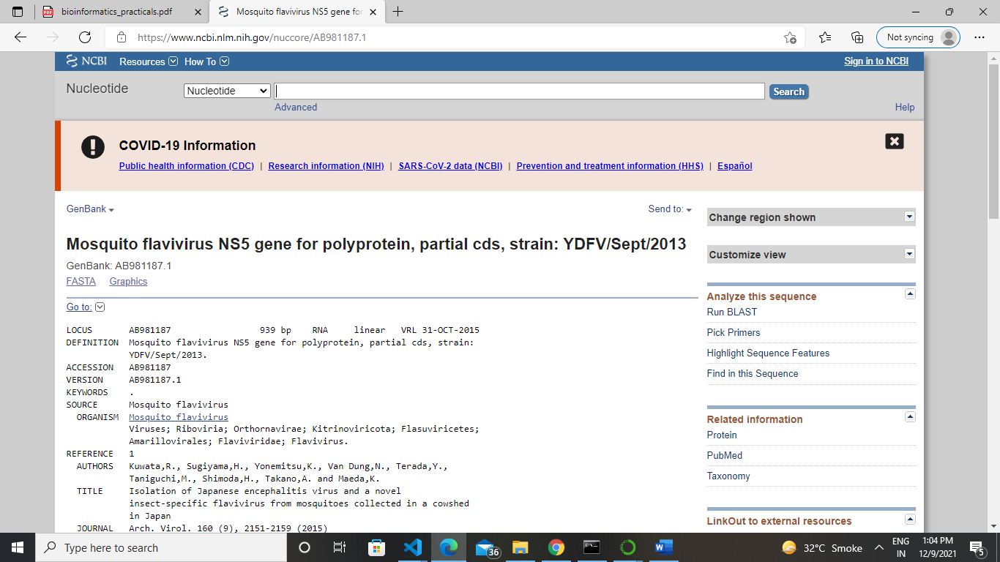 bioinformatics_practicals.pdf
Mosquito flavivirus NS5 gene for
https://www.ncbi.nlm.nih.gov/nuccore/AB981187.1
Not syncing
NCBI Resources How To Sign in to NCBI
Nucleotide Nucleotide Search
Advanced Help
COVID-19 Information
Public health information (CDC) | Research information (NIH) | SARS-CoV-2 data (NCBI) | Prevention and treatment information (HHS) | Español
GenBank Send to:
Mosquito flavivirus NS5 gene for polyprotein, partial cds, strain: YDFV/Sept/2013
GenBank: AB981187.1
FASTA Graphics
Go to:
LOCUS AB981187 939 bp RNA linear VRL 31-OCT-2015
DEFINITION Mosquito flavivirus NS5 gene for polyprotein, partial cds, strain:
YDFV/Sept/2013.
ACCESSION AB981187
VERSION AB981187.1
KEYWORDS .
SOURCE Mosquito flavivirus
ORGANISM Mosquito flavivirus
Viruses; Riboviria; Orthornavirae; Kitrinoviricota; Flasuviricetes;
Amarillovirales; Flaviviridae; Flavivirus.
REFERENCE 1
AUTHORS Kuwata,R., Sugiyama,H., Yonemitsu,K., Van Dung,N., Terada,Y.,
Taniguchi,M., Shimoda,H., Takano,A. and Maeda,K.
TITLE Isolation of Japanese encephalitis virus and a novel
insect-specific flavivirus from mosquitoes collected in a cowshed
in Japan
JOURNAL Arch. Virol. 160 (9), 2151-2159 (2015)
Change region shown
Customize view
Analyze this sequence
Run BLAST
Pick Primers
Highlight Sequence Features
Find in this Sequence
Related information
Protein
PubMed
Taxonomy
LinkOut to external resources
Type here to search
36
32°C Smoke
ENG
IN
1:04 PM
12/9/2021
5